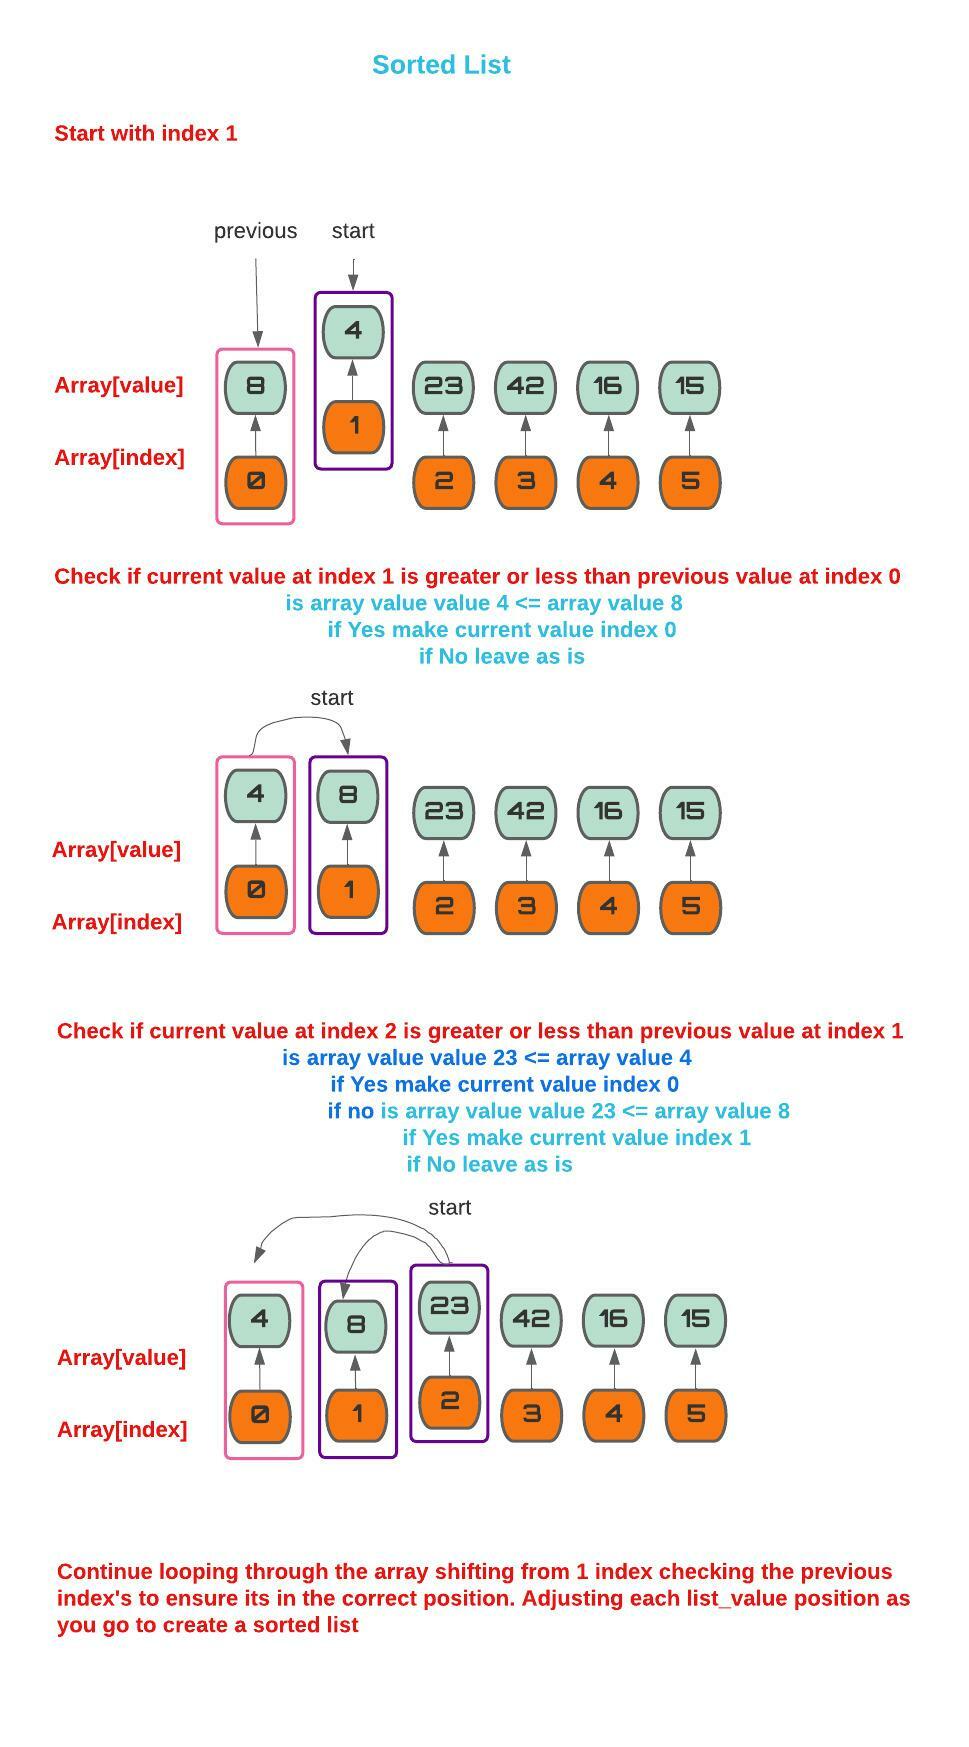 Sorted List
Start with index 1
previous start
4
Array[value] 8 23 42 16 15
1
Array[index] 0 2 3 4 5
Check if current value at index 1 is greater or less than previous value at index 0
is array value value 4 <= array value 8
if Yes make current value index 0
if No leave as is
start
4 8 23 42 16 15
Array[value]
0 1 2 3 4 5
Array[index]
Check if current value at index 2 is greater or less than previous value at index 1
is array value value 23 <= array value 4
if Yes make current value index 0
if no is array value value 23 <= array value 8
if Yes make current value index 1
if No leave as is
start
4 8 23 42 16 15
Array[value]
0 1 2 3 4 5
Array[index]
Continue looping through the array shifting from 1 index checking the previous
index's to ensure its in the correct position. Adjusting each list_value position as
you go to create a sorted list